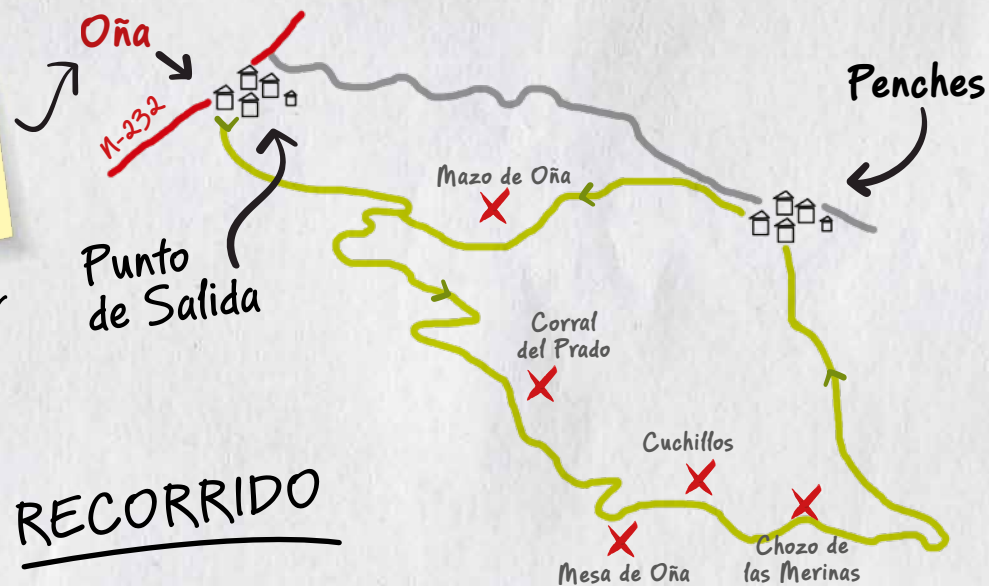 Oña
N-232
Penches
Mazo de Oña
Punto
de Salida
Corral
del Prado
Cuchillos
RECORRIDO
Mesa de Oña
Chozo de
las Merinas